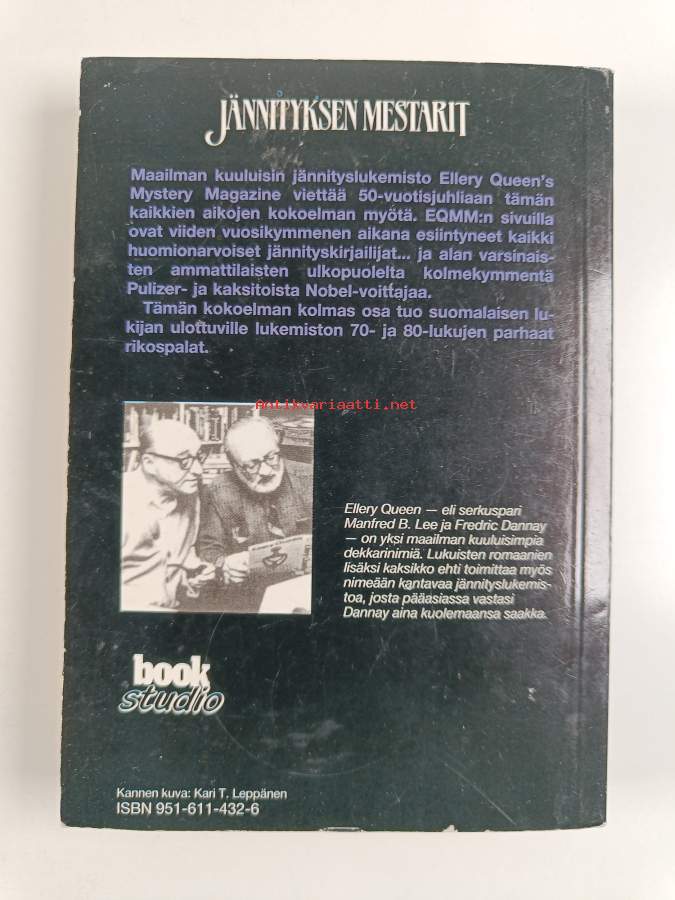 JÄNNITYKSEN MESTARIT
Maailman kuuluisin jännityslukemisto Ellery Queen's
Mystery Magazine viettää 50-vuotisjuhliaan tämän
kaikkien aikojen kokoelman myötä. EQMM:n sivuilla
ovat viiden vuosikymmenen aikana esiintyneet kaikki
huomionarvoiset jännityskirjailijat... ja alan varsinais-
ten ammattilaisten ulkopuolelta kolmekymmentä
Pulizer- ja kaksitoista Nobel-voittajaa.
Tämän kokoelman kolmas osa tuo suomalaisen lu-
kijan ulottuville lukemiston 70- ja 80-lukujen parhaat
rikospalat.
Antikvariaatti.net
Ellery Queen — eli serkuspari
Manfred B. Lee ja Fredric Dannay
— on yksi maailman kuuluisimpia
dekkarinimiä. Lukuisten romaanien
lisäksi kaksikko ehti toimittaa myös
nimeään kantavaa jännityslukemis-
toa, josta pääasiassa vastasi
Dannay aina kuolemaansa saakka.
book
studio
Kannen kuva: Kari T. Leppänen
ISBN 951-611-432-6